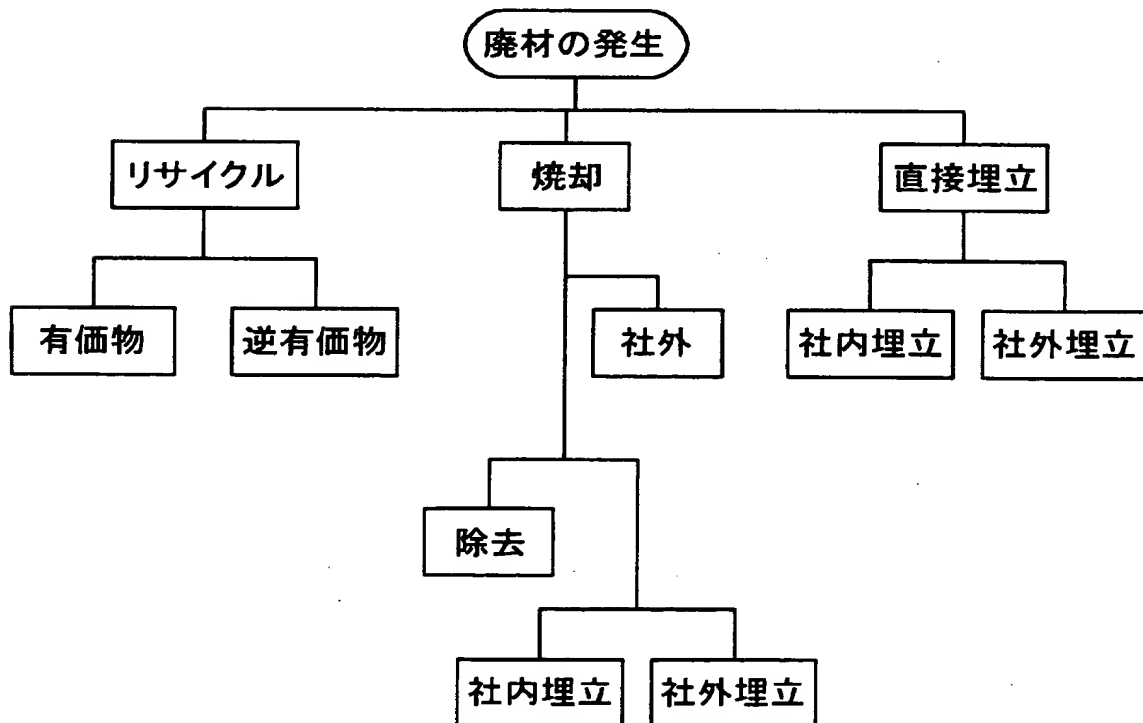 廃材の発生
リサイクル
焼却
直接埋立
有価物
逆有価物
社外
社内埋立
社外埋立
除去
社内埋立
社外埋立